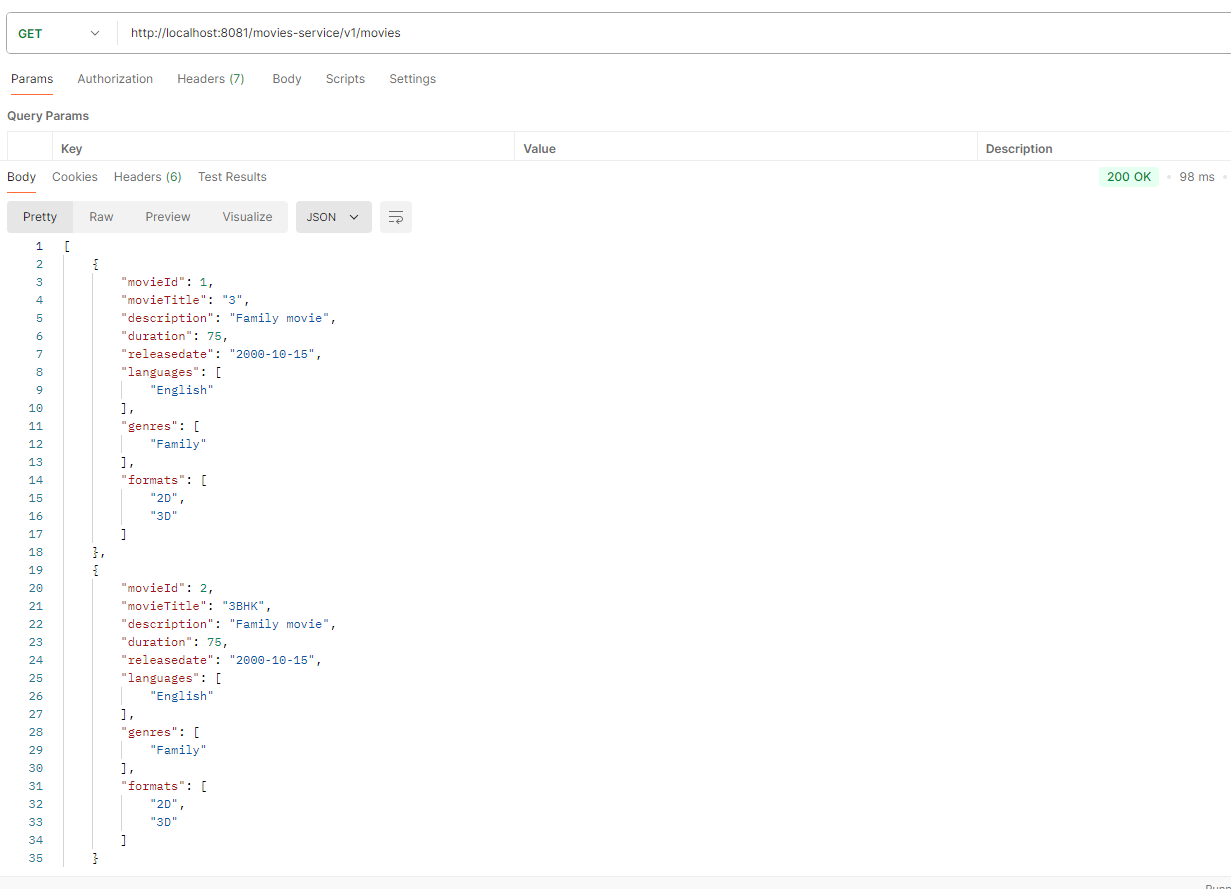 GET http://localhost:8081/movies-service/v1/movies
Params Authorization Headers (7) Body Scripts Settings
Query Params
Key Value Description
Body Cookies Headers (6) Test Results 200 OK • 98 ms •
Pretty Raw Preview Visualize JSON
1 [
2 {
3 "movieId": 1,
4 "movieTitle": "3",
5 "description": "Family movie",
6 "duration": 75,
7 "releasedate": "2000-10-15",
8 "languages": [
9 "English"
10 ],
11 "genres": [
12 "Family"
13 ],
14 "formats": [
15 "2D",
16 "3D"
17 ]
18 },
19 {
20 "movieId": 2,
21 "movieTitle": "3BHK",
22 "description": "Family movie",
23 "duration": 75,
24 "releasedate": "2000-10-15",
25 "languages": [
26 "English"
27 ],
28 "genres": [
29 "Family"
30 ],
31 "formats": [
32 "2D",
33 "3D"
34 ]
35 }